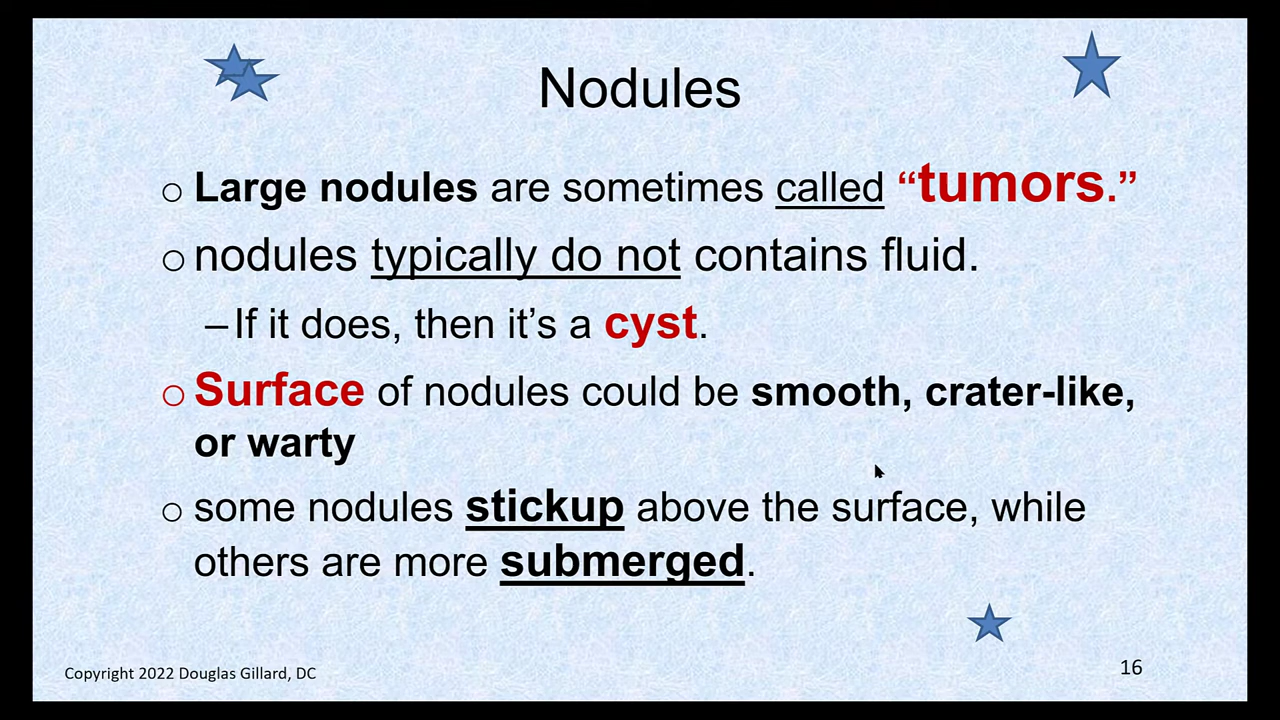 Nodules
○ Large nodules are sometimes called “tumors.”
○ nodules typically do not contains fluid.
– If it does, then it’s a cyst.
○ Surface of nodules could be smooth, crater-like,
or warty
○ some nodules stickup above the surface, while
others are more submerged.
Copyright 2022 Douglas Gillard, DC
16